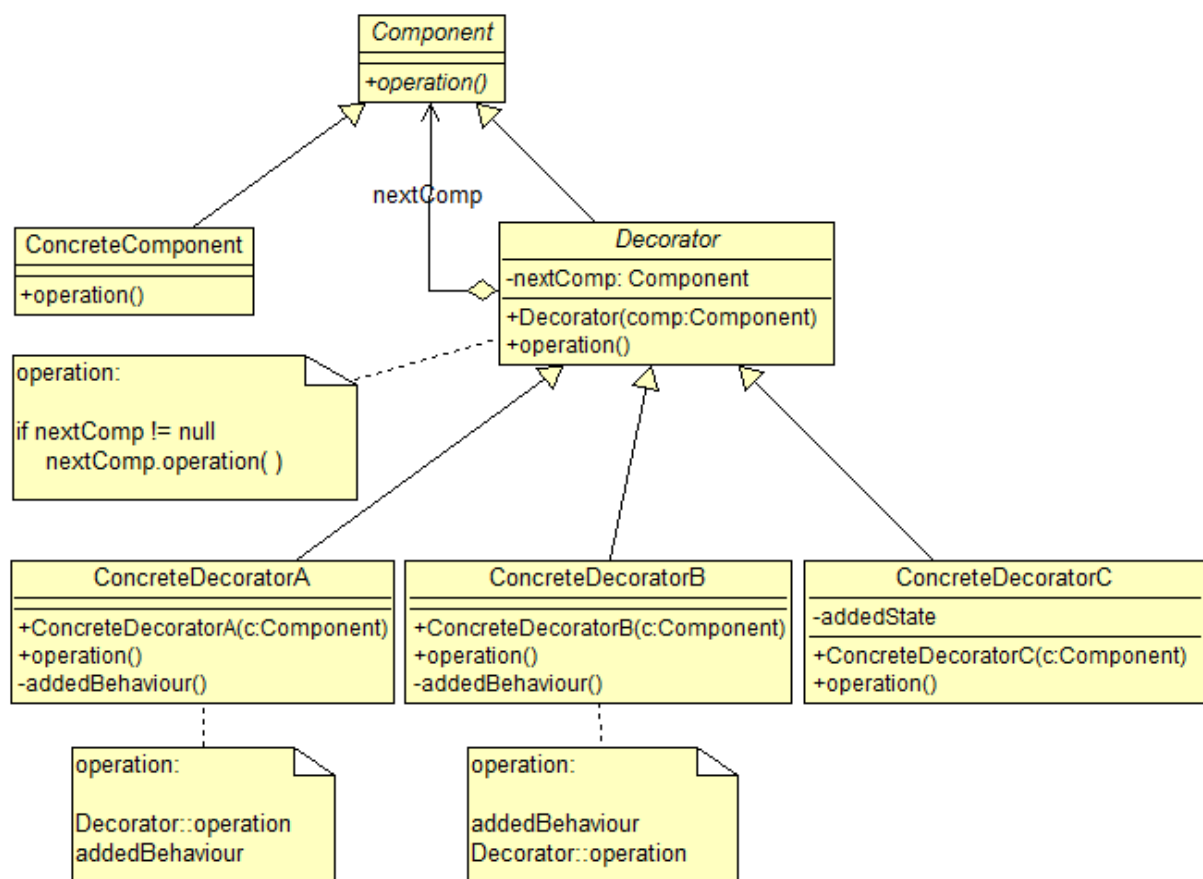 Component
+operation()
nextComp
ConcreteComponent
+operation()
Decorator
-nextComp: Component
+Decorator(comp:Component)
+operation()
operation:
if nextComp != null
nextComp.operation( )
ConcreteDecoratorA
+ConcreteDecoratorA(c:Component)
+operation()
-addedBehaviour()
ConcreteDecoratorB
+ConcreteDecoratorB(c:Component)
+operation()
-addedBehaviour()
ConcreteDecoratorC
-addedState
+ConcreteDecoratorC(c:Component)
+operation()
operation:
Decorator::operation
addedBehaviour
operation:
addedBehaviour
Decorator::operation